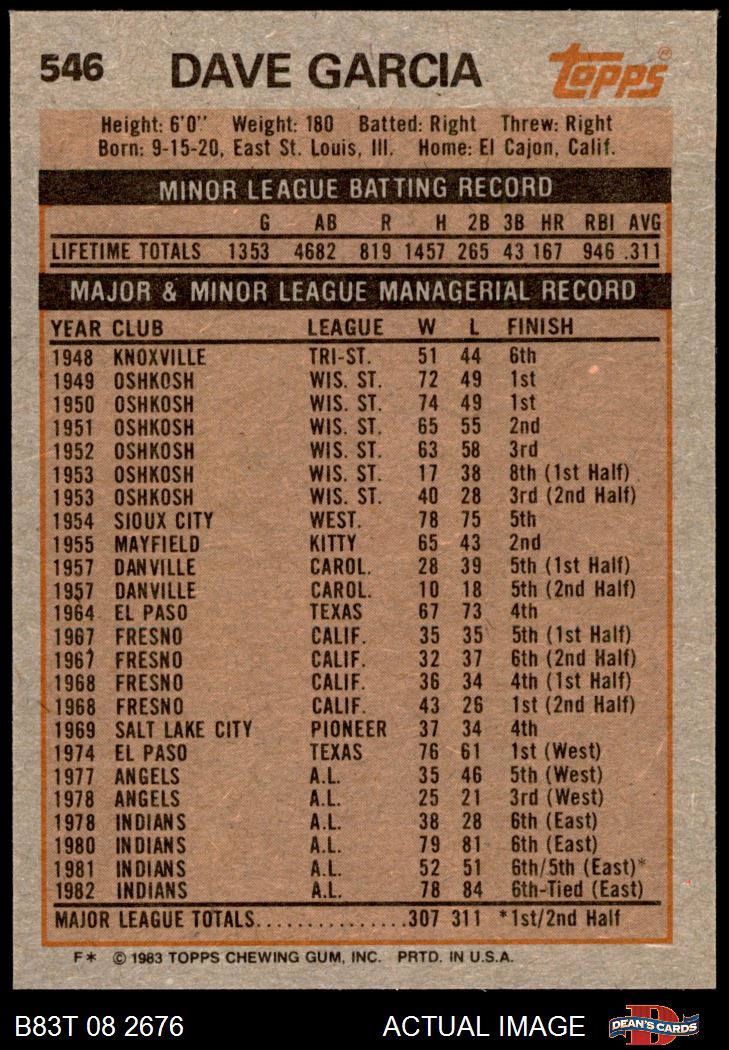 546 DAVE GARCIA Topps®
Height: 6'0" Weight: 180 Batted: Right Threw: Right
Born: 9-15-20, East St. Louis, Ill. Home: El Cajon, Calif.
MINOR LEAGUE BATTING RECORD
G AB R H 2B 3B HR RBI AVG
LIFETIME TOTALS 1353 4682 819 1457 265 43 167 946 .311
MAJOR & MINOR LEAGUE MANAGERIAL RECORD
YEAR CLUB LEAGUE W L FINISH
1948 KNOXVILLE TRI-ST. 51 44 6th
1949 OSHKOSH WIS. ST. 72 49 1st
1950 OSHKOSH WIS. ST. 74 49 1st
1951 OSHKOSH WIS. ST. 65 55 2nd
1952 OSHKOSH WIS. ST. 63 58 3rd
1953 OSHKOSH WIS. ST. 17 38 8th (1st Half)
1953 OSHKOSH WIS. ST. 40 28 3rd (2nd Half)
1954 SIOUX CITY WEST. 78 75 5th
1955 MAYFIELD KITTY 65 43 2nd
1957 DANVILLE CAROL. 28 39 5th (1st Half)
1957 DANVILLE CAROL. 10 18 5th (2nd Half)
1964 EL PASO TEXAS 67 73 4th
1967 FRESNO CALIF. 35 35 5th (1st Half)
1967 FRESNO CALIF. 32 37 6th (2nd Half)
1968 FRESNO CALIF. 36 34 4th (1st Half)
1968 FRESNO CALIF. 43 26 1st (2nd Half)
1969 SALT LAKE CITY PIONEER 37 34 4th
1974 EL PASO TEXAS 76 61 1st (West)
1977 ANGELS A.L. 35 46 5th (West)
1978 ANGELS A.L. 25 21 3rd (West)
1978 INDIANS A.L. 38 28 6th (East)
1980 INDIANS A.L. 79 81 6th (East)
1981 INDIANS A.L. 52 51 6th/5th (East)*
1982 INDIANS A.L. 78 84 6th-Tied (East)
MAJOR LEAGUE TOTALS...............307 311 *1st/2nd Half
F* © 1983 TOPPS CHEWING GUM, INC. PRTD. IN U.S.A.
B83T 08 2676 ACTUAL IMAGE D DEAN'S CARDS